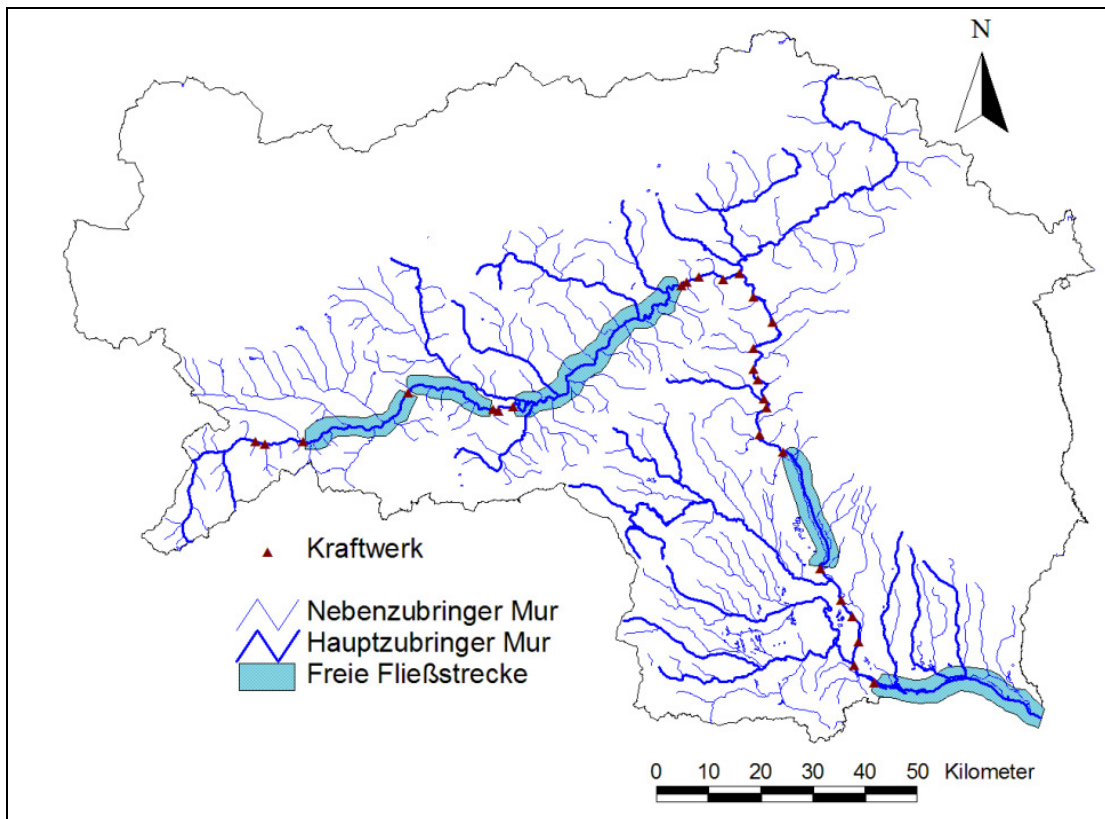 N
Kraftwerk
Nebenzubringer Mur
Hauptzubringer Mur
Freie Fließstrecke
0 10 20 30 40 50 Kilometer